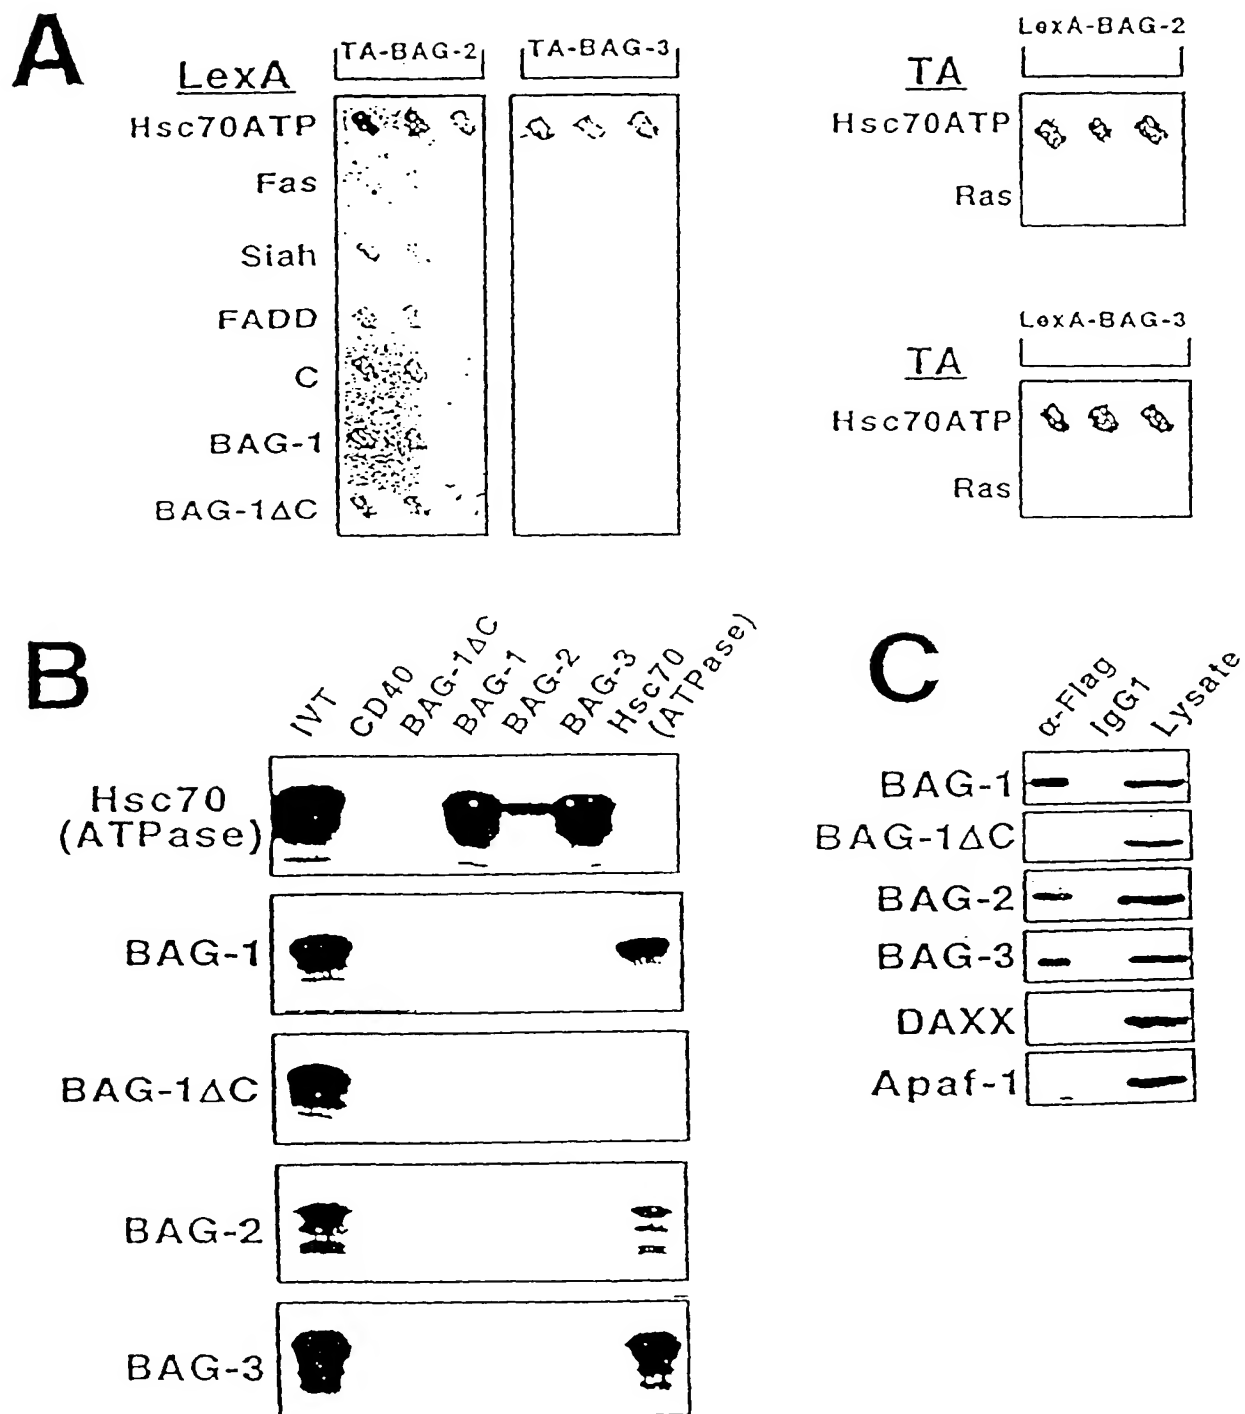 A
LexA
TA-BAG-2
TA-BAG-3
Hsc70ATP
Fas
Siah
FADD
C
BAG-1
BAG-1ΔC
TA
LexA-BAG-2
Hsc70ATP
Ras
TA
LexA-BAG-3
Hsc70ATP
Ras
B
IVT
CD40
BAG-1ΔC
BAG-1
BAG-2
BAG-3
Hsc70
(ATPase)
Hsc70
(ATPase)
BAG-1
BAG-1ΔC
BAG-2
BAG-3
C
α-Flag
IgG1
Lysate
BAG-1
BAG-1ΔC
BAG-2
BAG-3
DAXX
Apaf-1